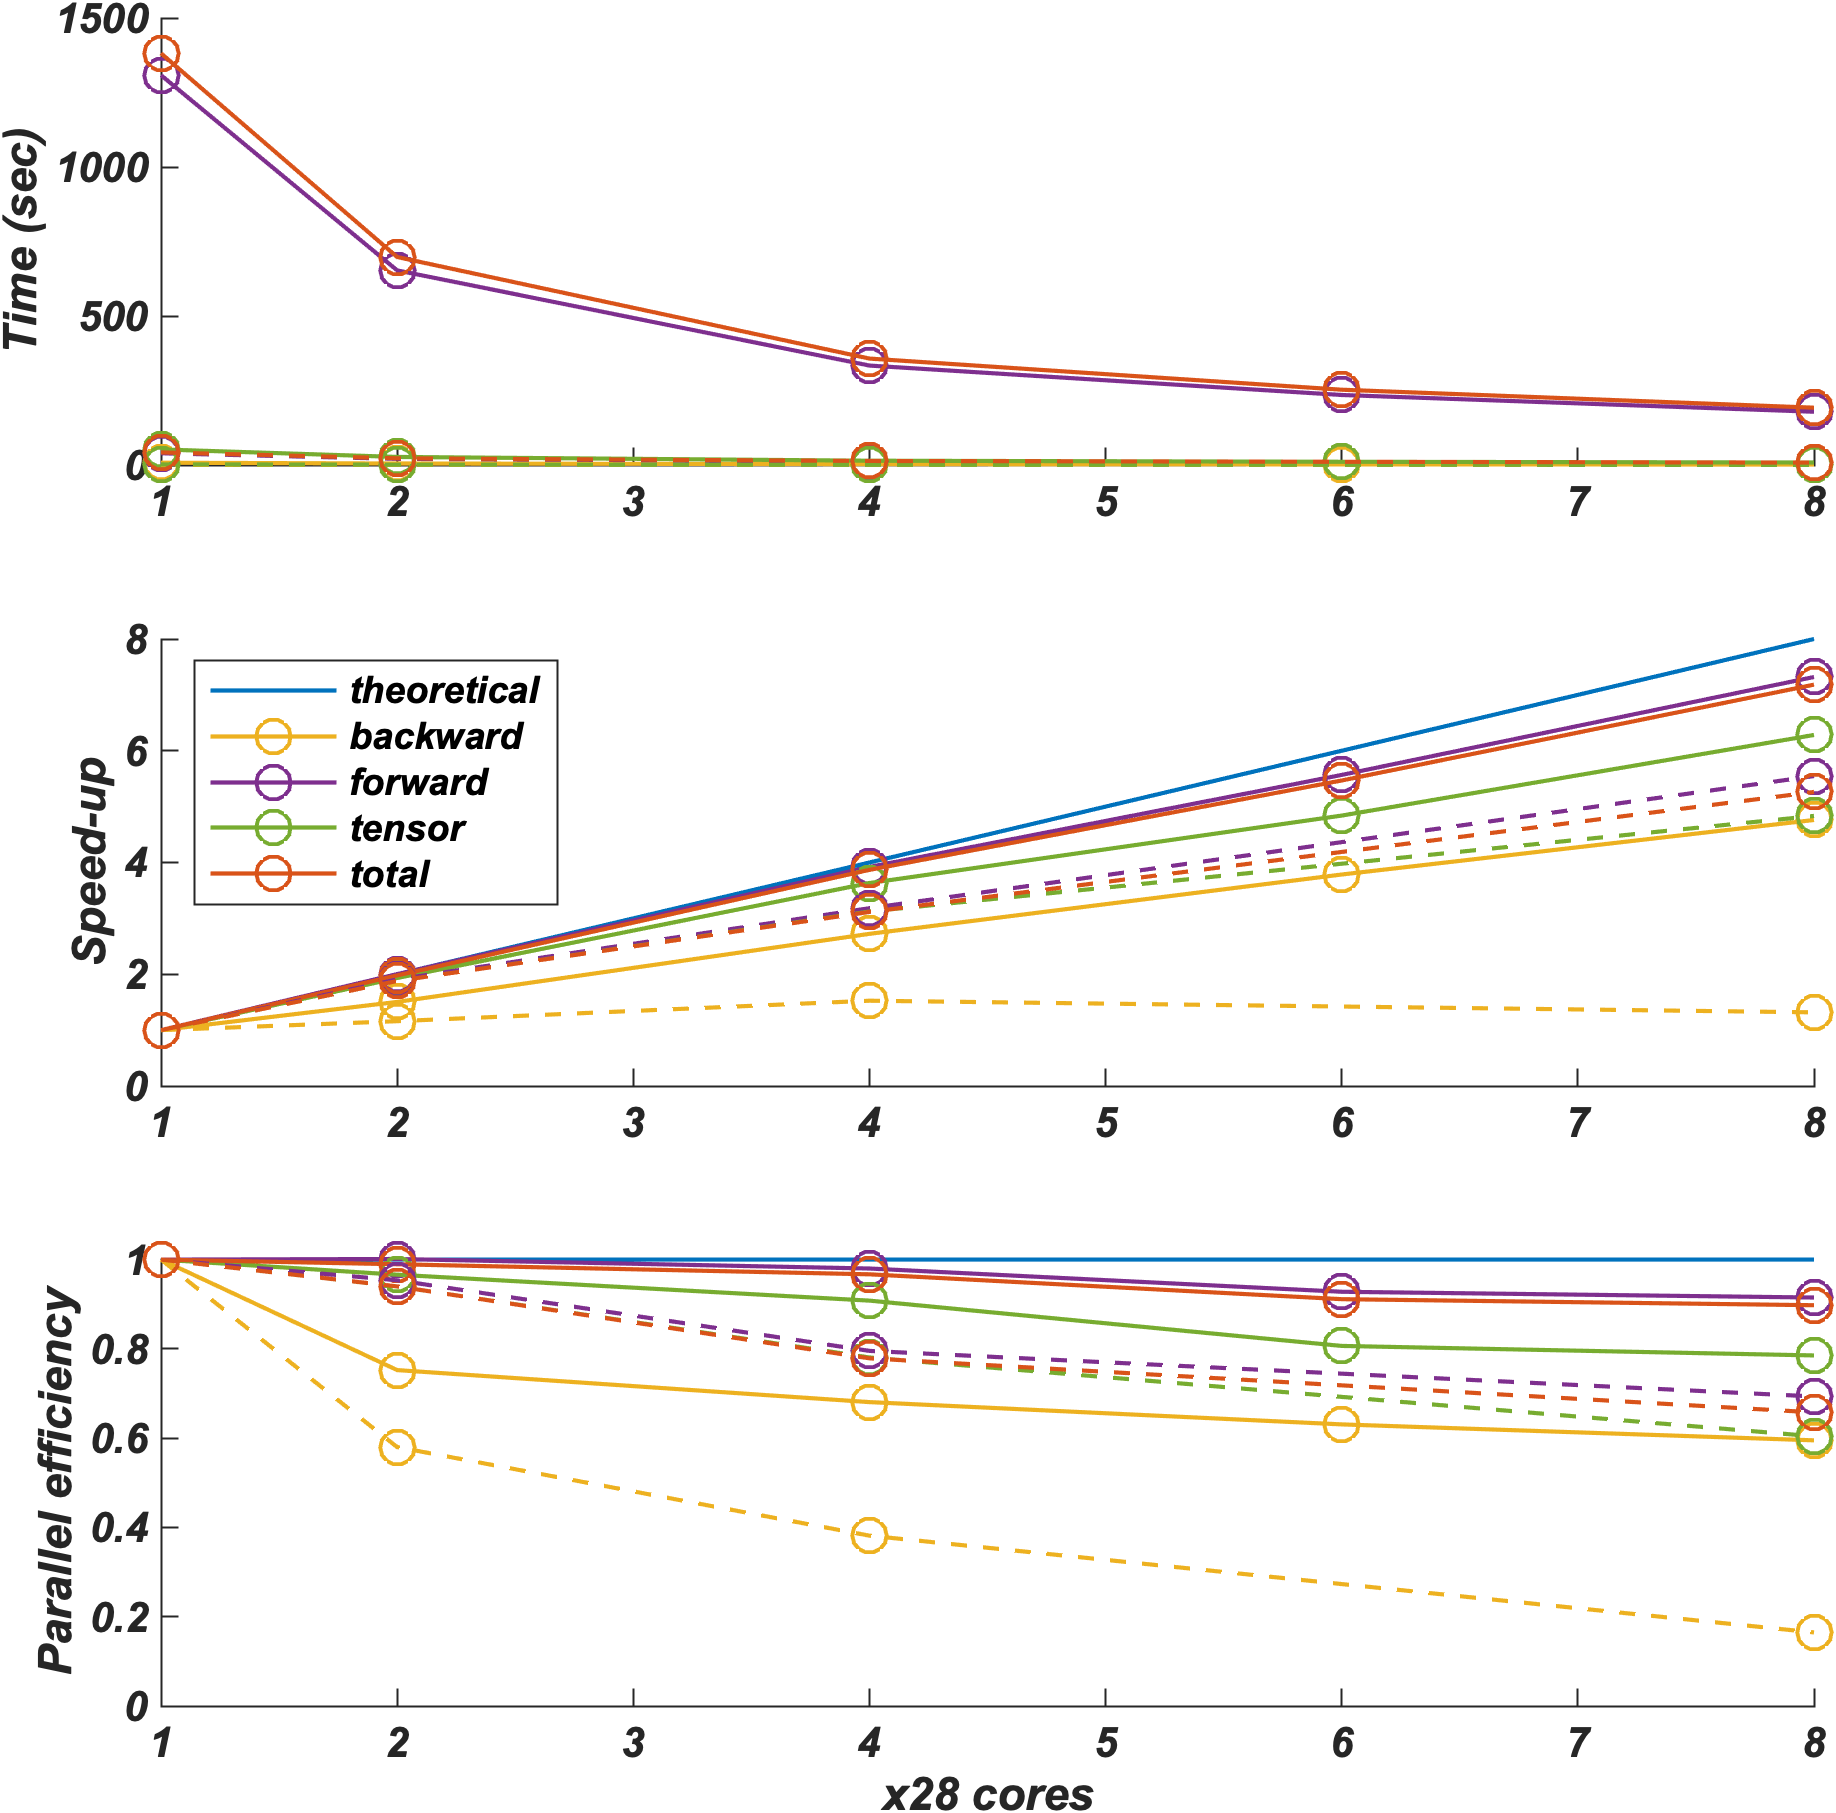 1500
1000
500
0
Time (sec)
1 2 3 4 5 6 7 8
8
6
4
2
0
Speed-up
theoretical
backward
forward
tensor
total
1 2 3 4 5 6 7 8
1
0.8
0.6
0.4
0.2
0
Parallel efficiency
1 2 3 4 5 6 7 8
x28 cores